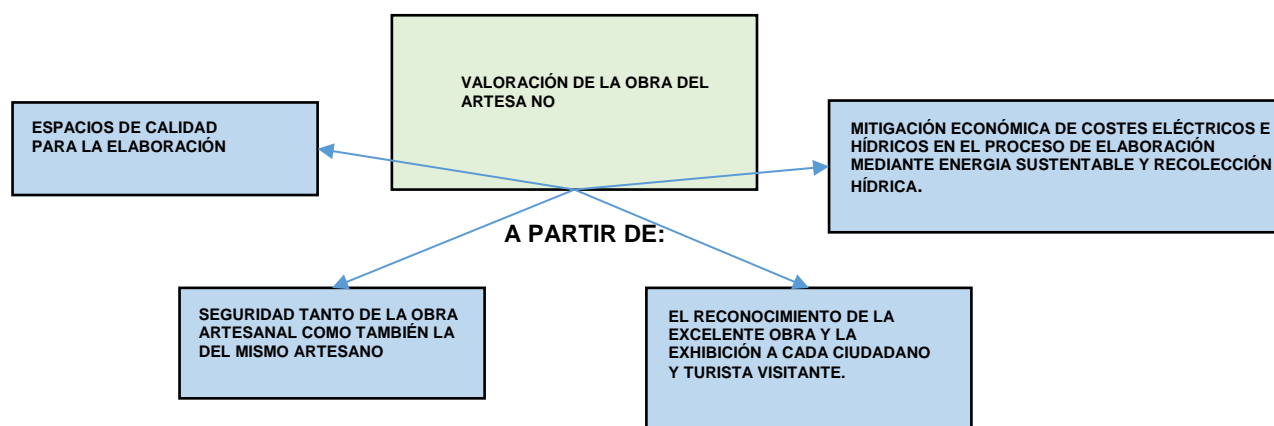 VALORACIÓN DE LA OBRA DEL
ARTESA NO
ESPACIOS DE CALIDAD
PARA LA ELABORACIÓN
MITIGACIÓN ECONÓMICA DE COSTES ELÉCTRICOS E
HÍDRICOS EN EL PROCESO DE ELABORACIÓN
MEDIANTE ENERGIA SUSTENTABLE Y RECOLECCIÓN
HÍDRICA.
A PARTIR DE:
SEGURIDAD TANTO DE LA OBRA
ARTESANAL COMO TAMBIÉN LA
DEL MISMO ARTESANO
EL RECONOCIMIENTO DE LA
EXCELENTE OBRA Y LA
EXHIBICIÓN A CADA CIUDADANO
Y TURISTA VISITANTE.